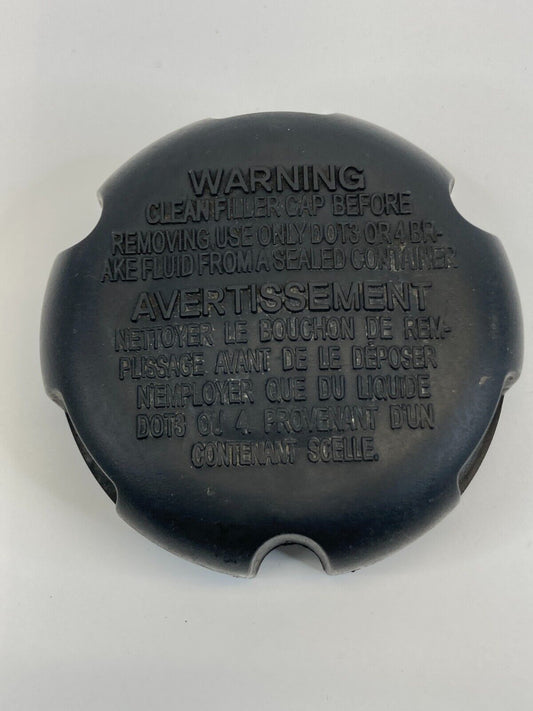 WARNING
CLEAN FILLER CAP BEFORE
REMOVING. USE ONLY DOT3 OR 4 BR-
AKE FLUID FROM A SEALED CONTAINER
AVERTISSEMENT
NETTOYER LE BOUCHON DE REM-
PLISSAGE AVANT DE LE DÉPOSER
N'EMPLOYER QUE DU LIQUIDE
DOT3 OU 4 PROVENANT D'UN
CONTENANT SCELLE.